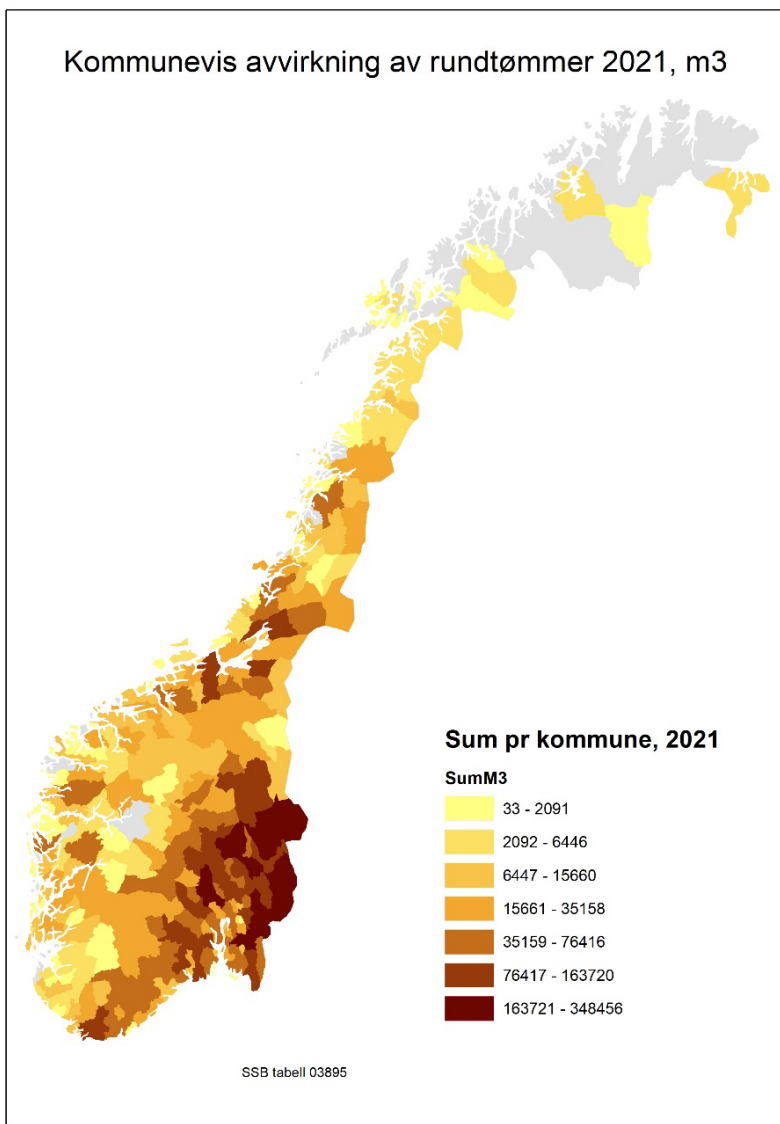 Kommunevis avvirkning av rundtømmer 2021, m3
Sum pr kommune, 2021
SumM3
33 - 2091
2092 - 6446
6447 - 15660
15661 - 35158
35159 - 76416
76417 - 163720
163721 - 348456
SSB tabell 03895